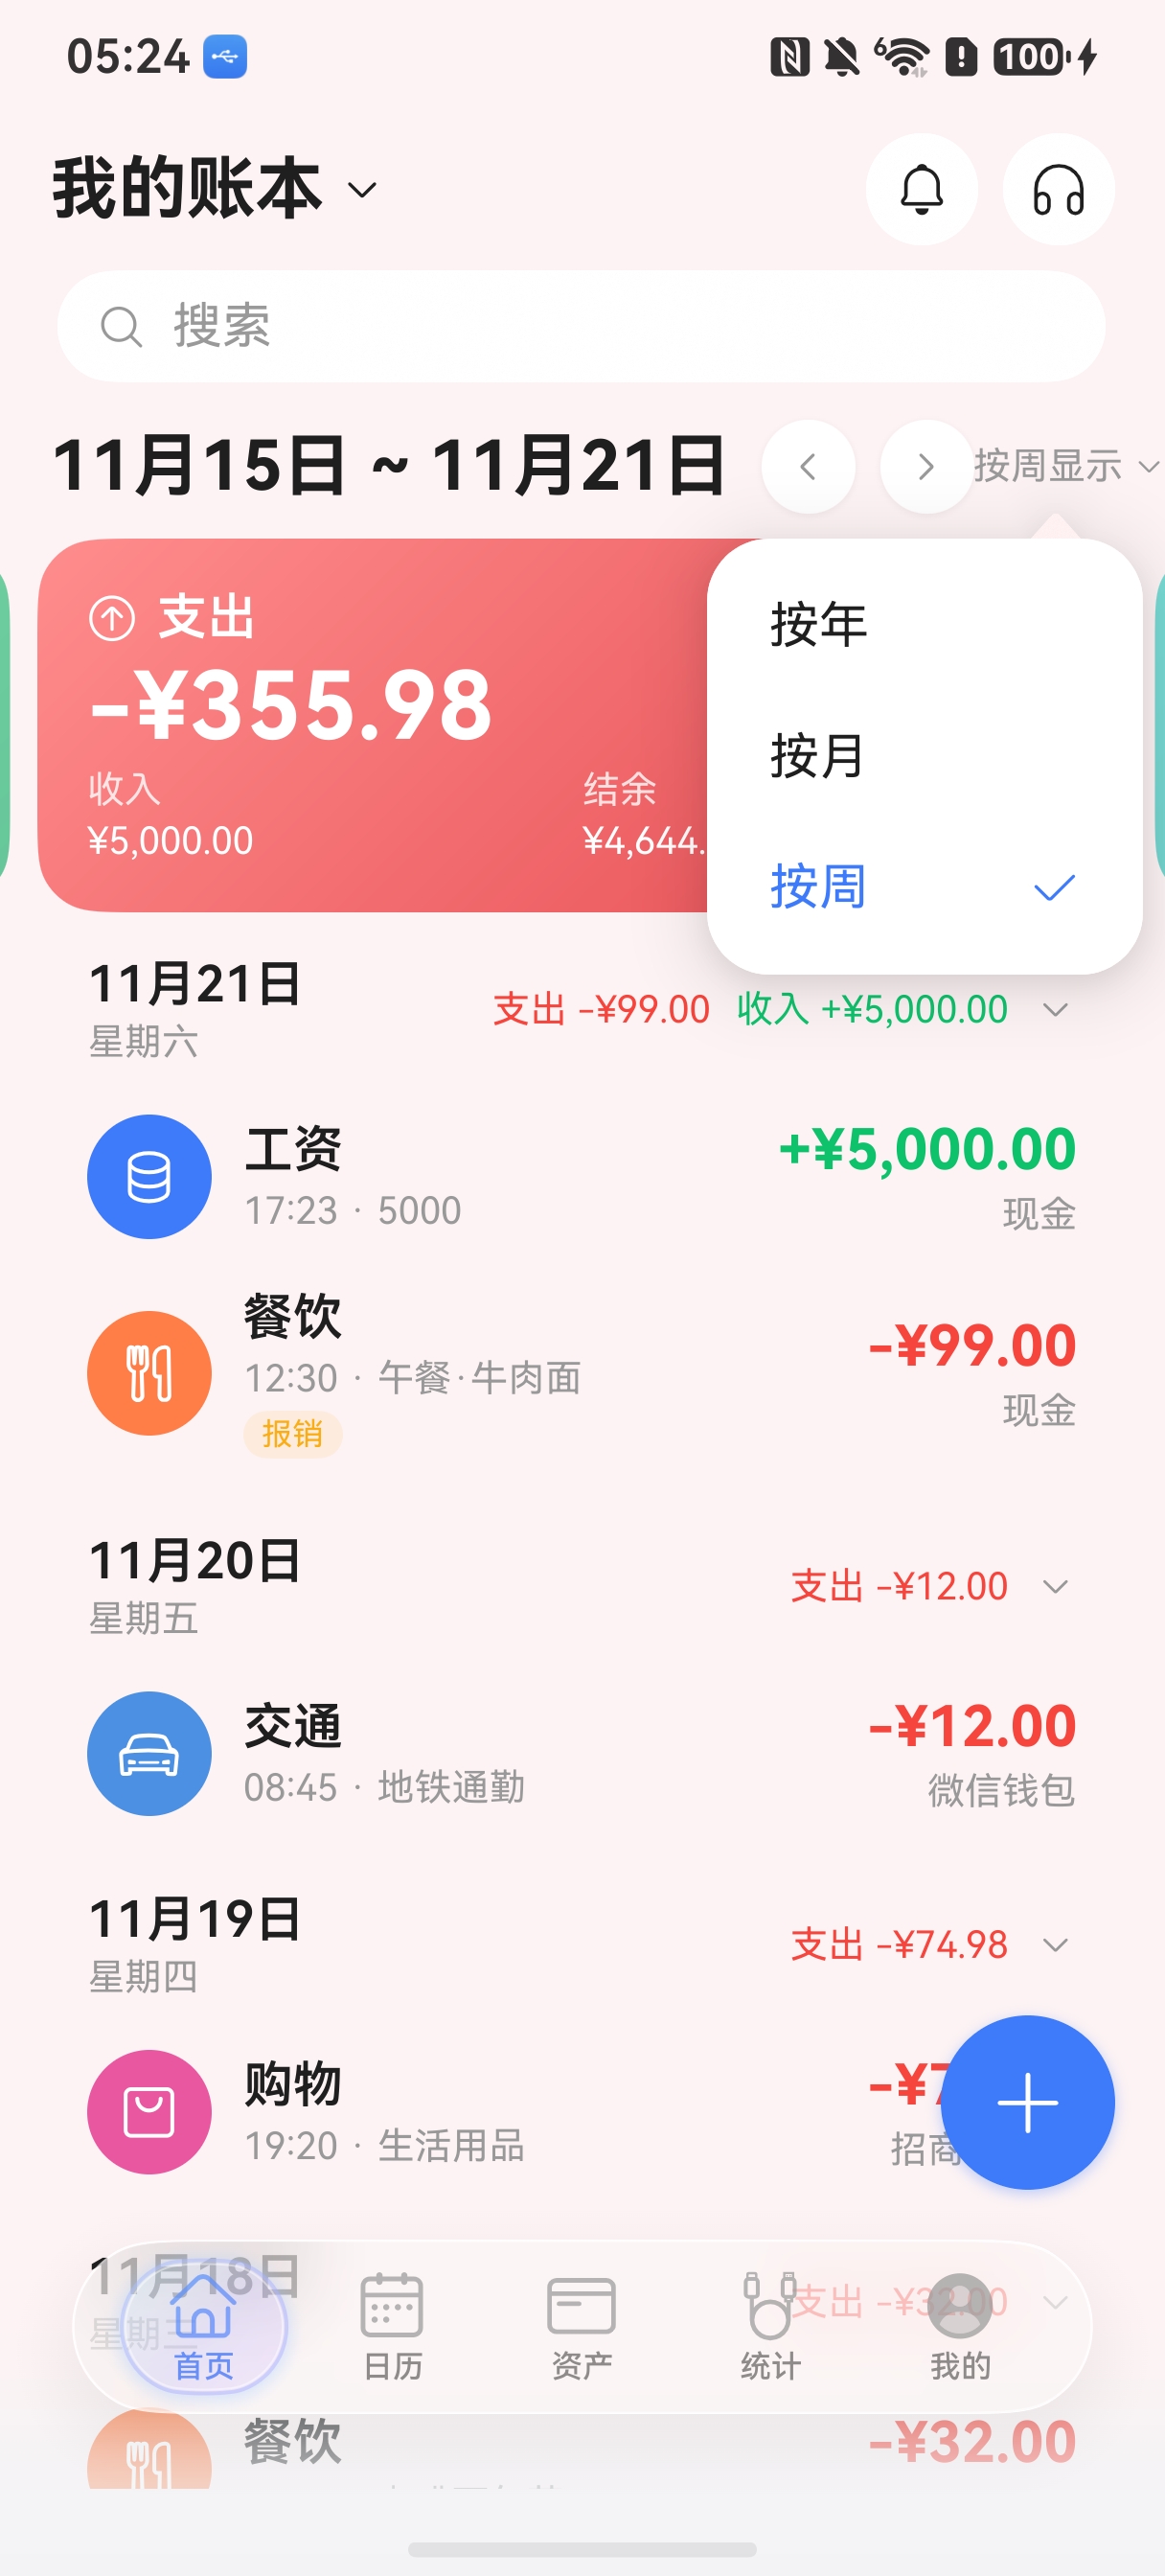 05:24
6
100
我的账本
搜索
11月15日 ~ 11月21日
按周显示
支出
-¥355.98
收入
结余
¥5,000.00
¥4,644.
按年
按月
按周
11月21日
星期六
支出 -¥99.00 收入 +¥5,000.00
工资
+¥5,000.00
17:23 · 5000
现金
餐饮
-¥99.00
12:30 · 午餐·牛肉面
现金
报销
11月20日
星期五
支出 -¥12.00
交通
-¥12.00
08:45 · 地铁通勤
微信钱包
11月19日
星期四
支出 -¥74.98
购物
-¥7
19:20 · 生活用品
招商
11月18日
星期三
支出 -¥32.00
首页
日历
资产
统计
我的
餐饮
-¥32.00